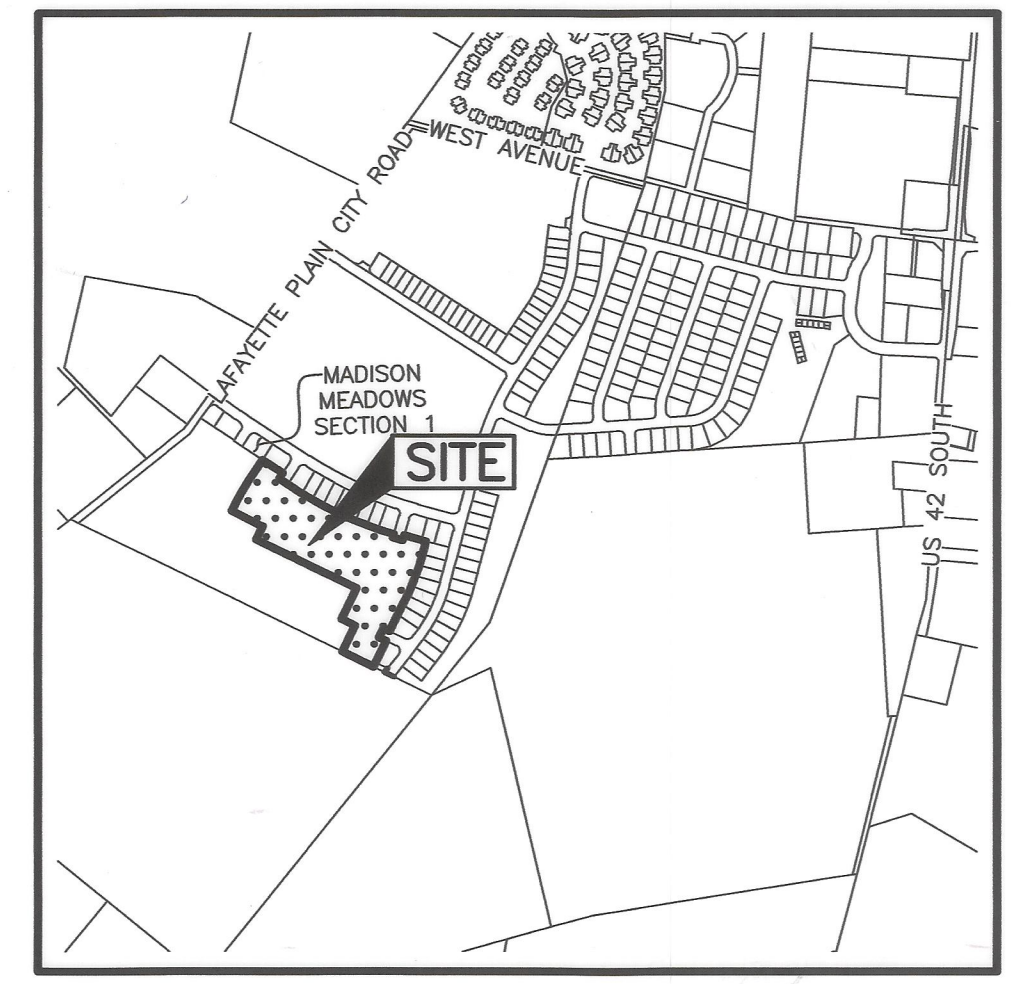 WEST AVENUE
LAFAYETTE PLAIN CITY ROAD
MADISON
MEADOWS
SECTION 1
SITE
US 42 SOUTH